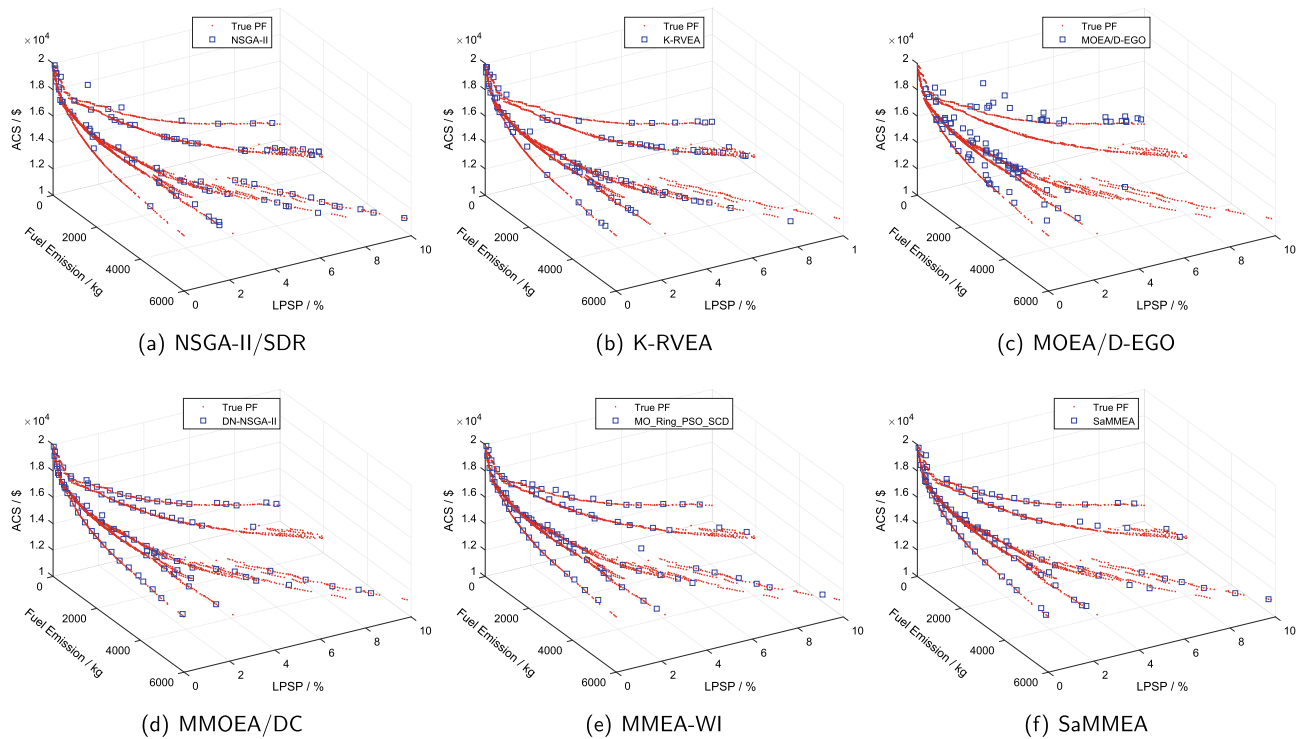 True PF
NSGA-II
×10⁴
2
1.8
1.6
1.4
1.2
1
ACS / $
0
2000
4000
6000
Fuel Emission / kg
0
2
4
6
8
10
LPSP / %
(a) NSGA-II/SDR
True PF
K-RVEA
×10⁴
2
1.8
1.6
1.4
1.2
1
ACS / $
0
2000
4000
6000
Fuel Emission / kg
0
2
4
6
8
1
LPSP / %
(b) K-RVEA
True PF
MOEA/D-EGO
×10⁴
2
1.8
1.6
1.4
1.2
1
ACS / $
0
2000
4000
6000
Fuel Emission / kg
0
2
4
6
8
10
LPSP / %
(c) MOEA/D-EGO
True PF
DN-NSGA-II
×10⁴
2
1.8
1.6
1.4
1.2
1
ACS / $
0
2000
4000
6000
Fuel Emission / kg
0
2
4
6
8
10
LPSP / %
(d) MMOEA/DC
True PF
MO_Ring_PSO_SCD
×10⁴
2
1.8
1.6
1.4
1.2
1
ACS / $
0
2000
4000
6000
Fuel Emission / kg
0
2
4
6
8
10
LPSP / %
(e) MMEA-WI
True PF
SaMMEA
×10⁴
2
1.8
1.6
1.4
1.2
1
ACS / $
0
2000
4000
6000
Fuel Emission / kg
0
2
4
6
8
10
LPSP / %
(f) SaMMEA